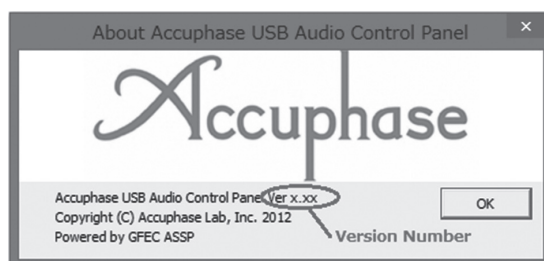 About Accuphase USB Audio Control Panel
×
Accuphase
Accuphase USB Audio Control Panel Ver x.xx
OK
Copyright (C) Accuphase Lab, Inc. 2012
Powered by GFEC ASSP
Version Number